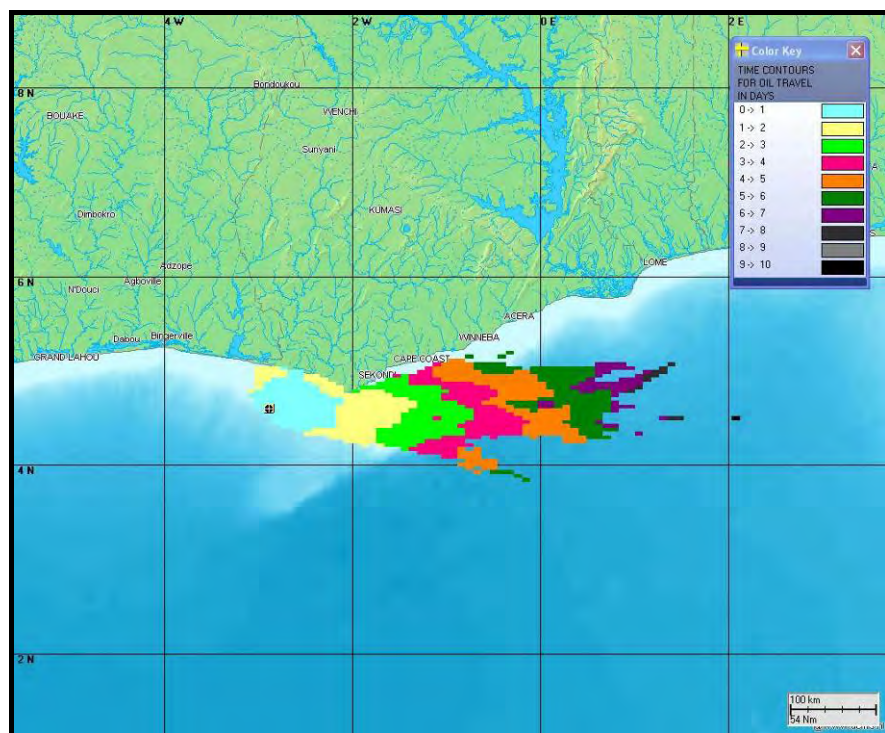 4 W
2 W
0 E
2 E
Color Key
TIME CONTOURS
FOR OIL TRAVEL
IN DAYS
0 -> 1
1 -> 2
2 -> 3
3 -> 4
4 -> 5
5 -> 6
6 -> 7
7 -> 8
8 -> 9
9 -> 10
8 N
Bondoukou
BOUAKE
WENCHI
Sunyani
Dimbokro
KUMASI
6 N
Adzope
Agboville
N'Douci
LOME
ACERA
Dabou
Bingerville
WINNEBA
GRAND LAHOU
CAPE COAST
SEKONDI
4 N
2 N
100 km
54 Nm